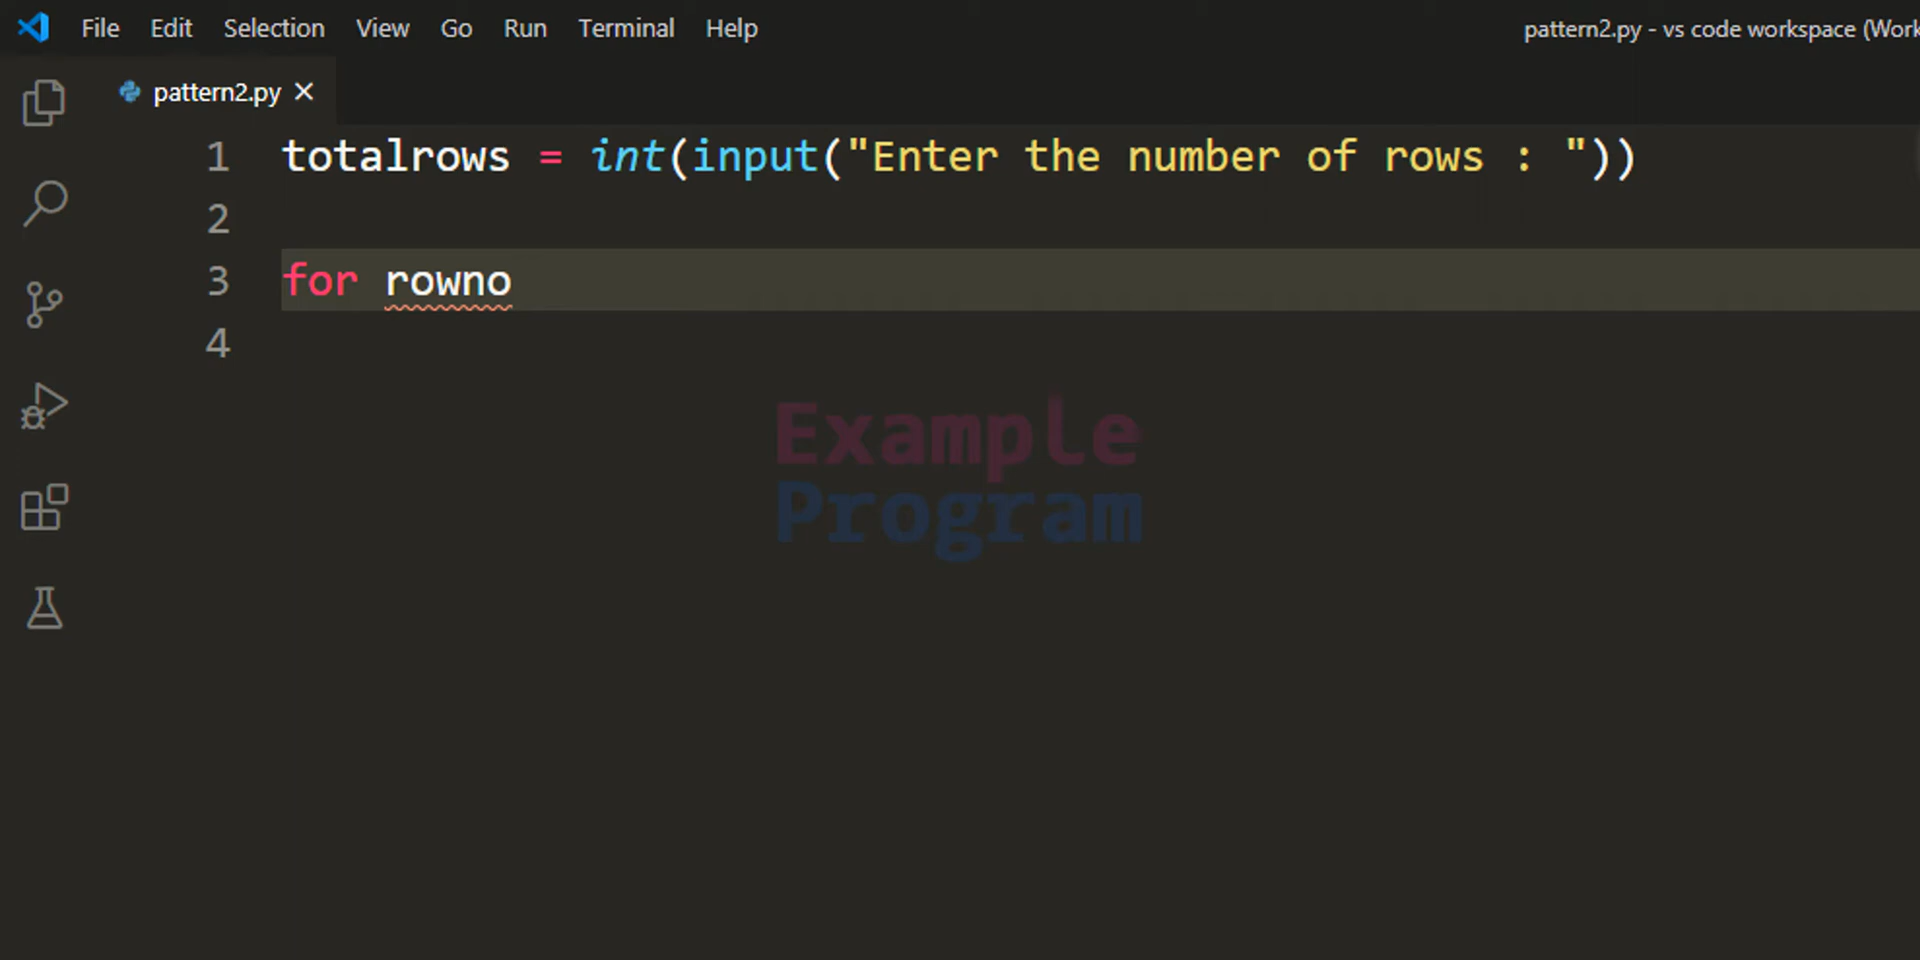 File Edit Selection View Go Run Terminal Help
pattern2.py - vs code workspace (Work
pattern2.py
1 totalrows = int(input("Enter the number of rows : "))
2
3 for rowno
4
Example
Program